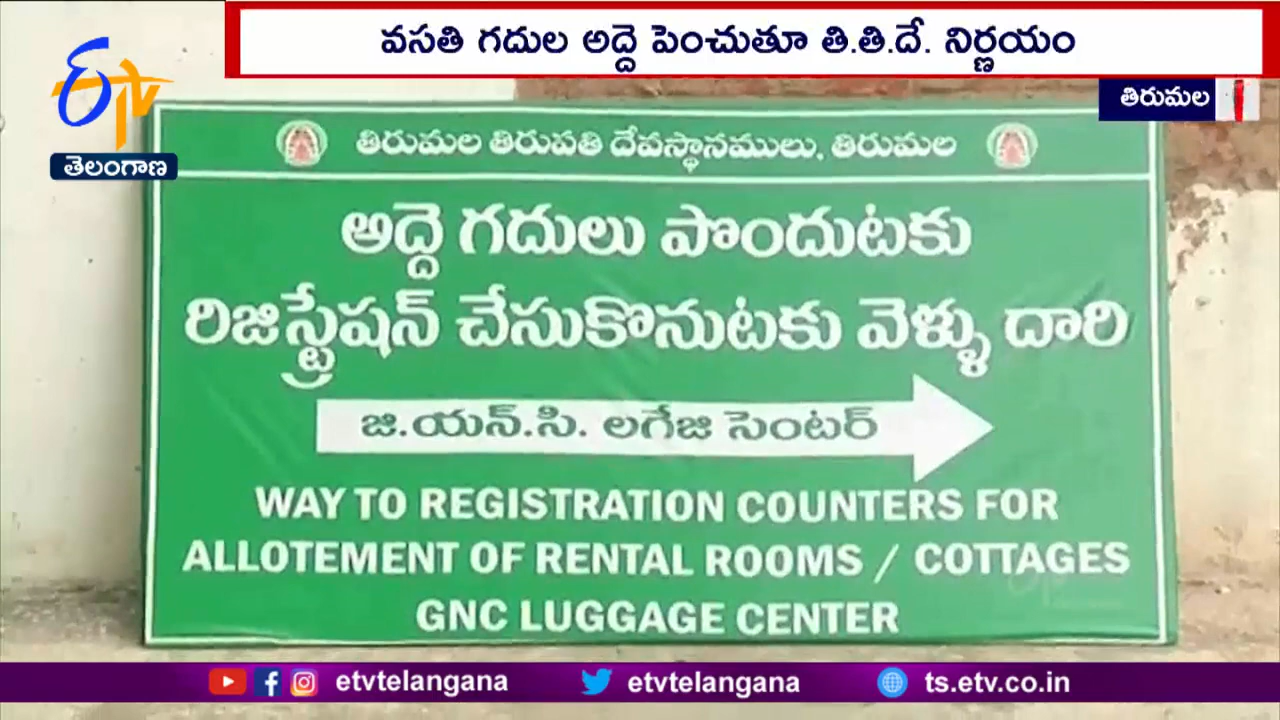 వసతి గదుల అద్దె పెంచుతూ తి.తి.దే. నిర్ణయం
ETV
తెలంగాణ
తిరుమల
తిరుమల తిరుపతి దేవస్థానములు, తిరుమల
అద్దె గదులు పొందుటకు
రిజిస్ట్రేషన్ చేసుకొనుటకు వెళ్ళు దారి
జి.యన్.సి. లగేజి సెంటర్
WAY TO REGISTRATION COUNTERS FOR
ALLOTEMENT OF RENTAL ROOMS / COTTAGES
GNC LUGGAGE CENTER
etvtelangana etvtelangana ts.etv.co.in